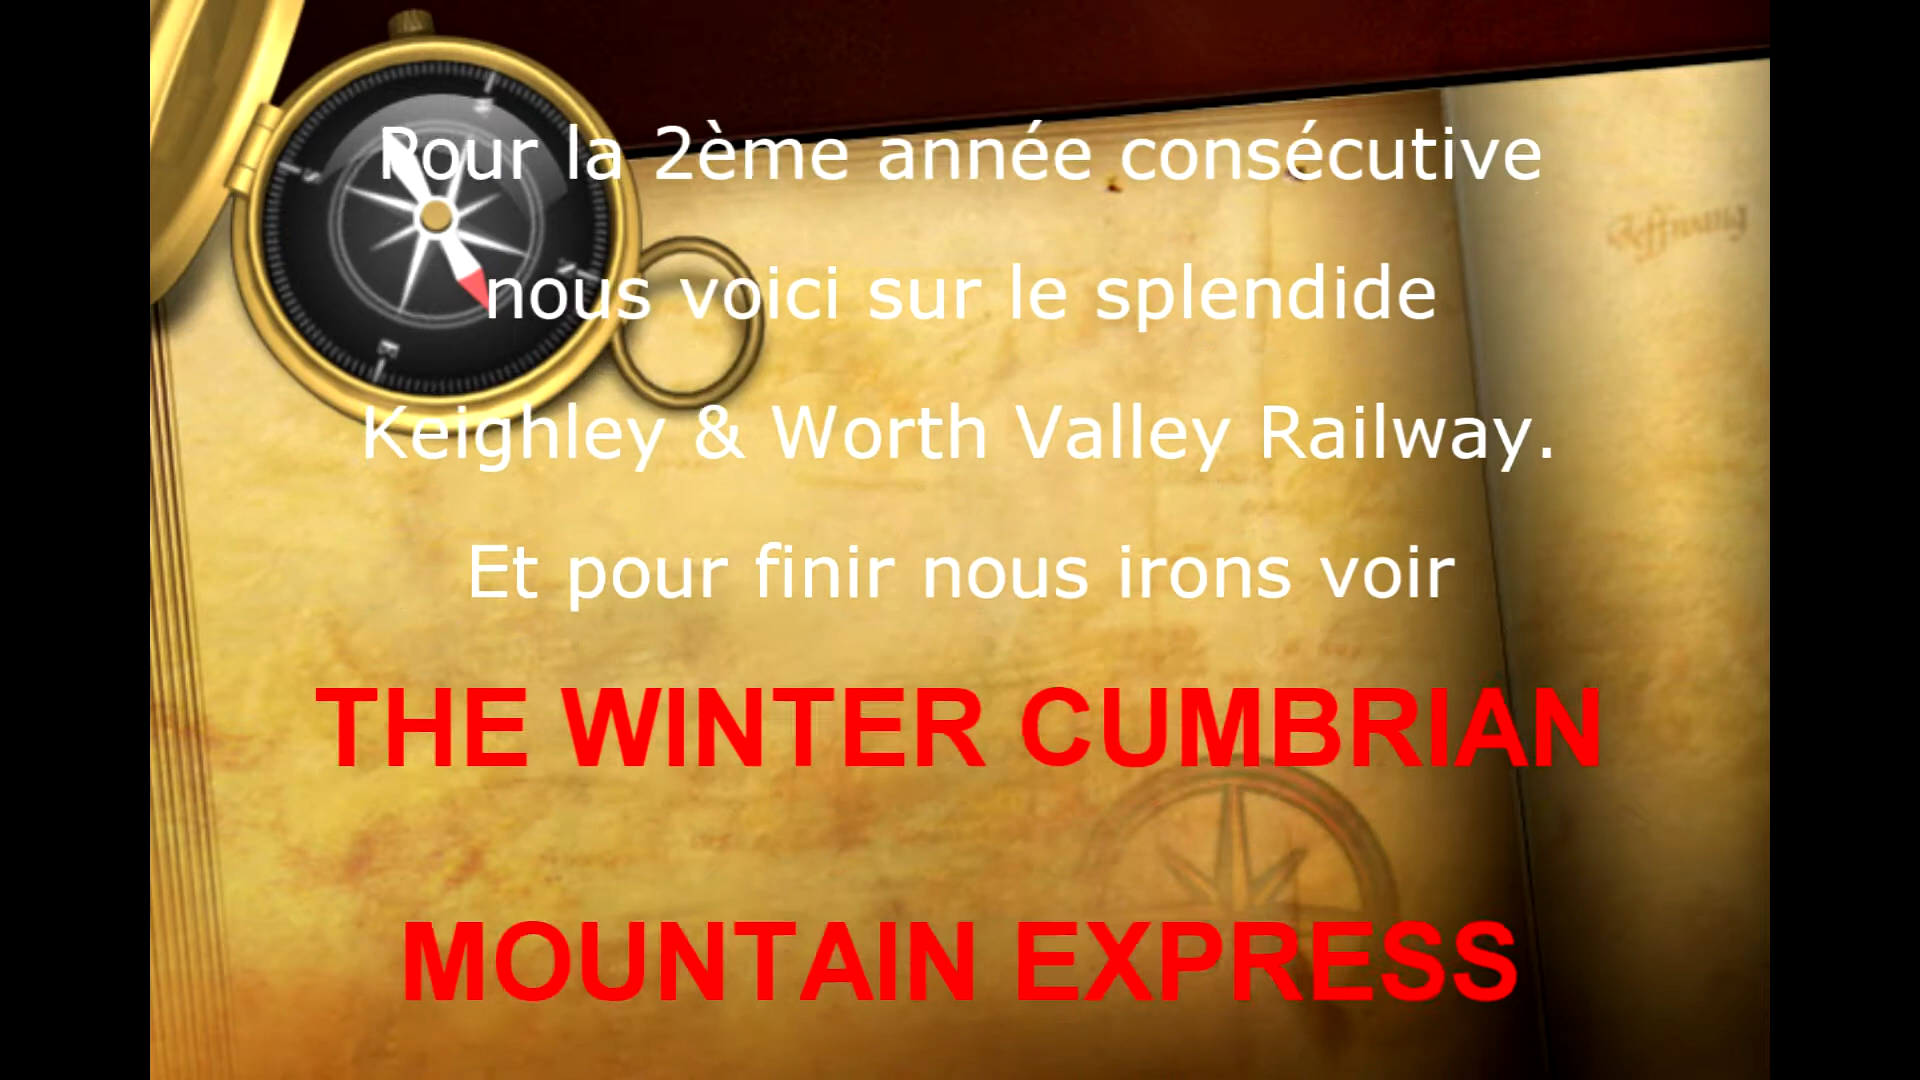 Pour la 2ème année consécutive
nous voici sur le splendide
Keighley & Worth Valley Railway.
Et pour finir nous irons voir
THE WINTER CUMBRIAN
MOUNTAIN EXPRESS